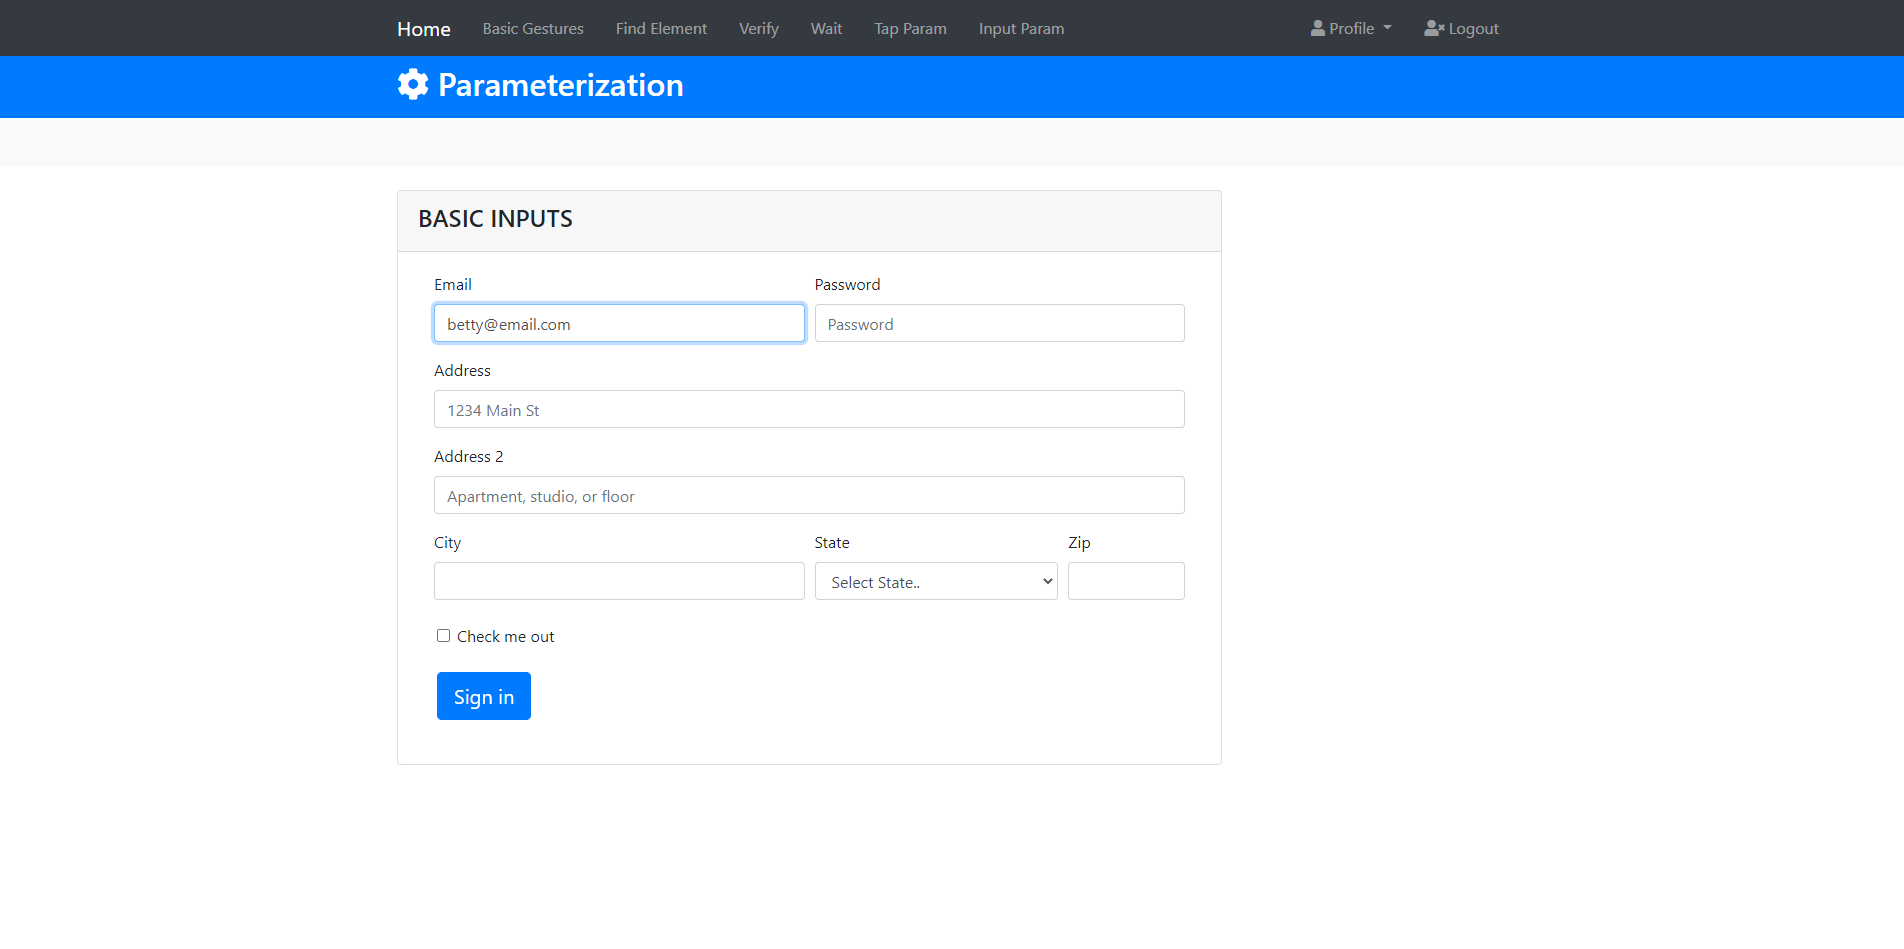 Home Basic Gestures Find Element Verify Wait Tap Param Input Param Profile Logout
Parameterization
BASIC INPUTS
Email Password
betty@email.com Password
Address
1234 Main St
Address 2
Apartment, studio, or floor
City State Zip
Select State..
Check me out
Sign in